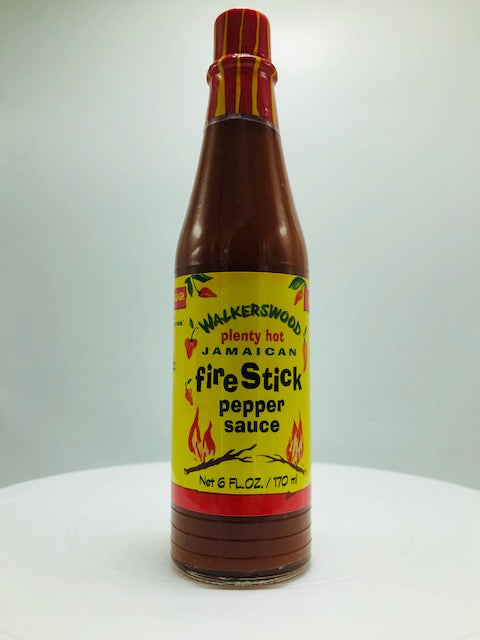 WALKERSWOOD
plenty hot
JAMAICAN
fireStick
pepper
sauce
Net 6 FL.OZ. / 170 ml